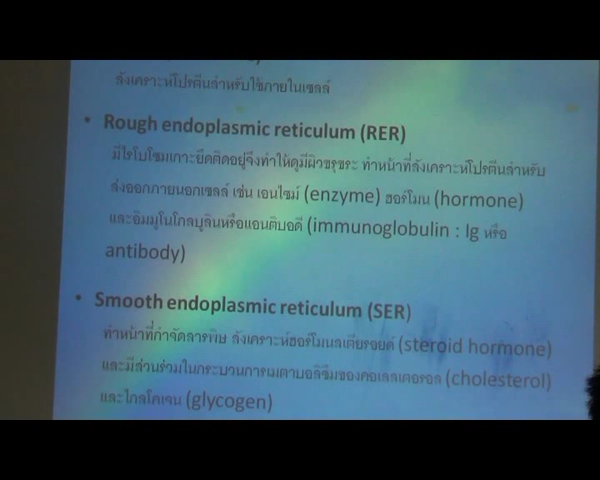 สังเคราะห์โปรตีนสำหรับใช้ภายในเซลล์
• Rough endoplasmic reticulum (RER)
มีไรโบโซมเกาะยึดติดอยู่จึงทำให้ดูมีผิวขรุขระ ทำหน้าที่สังเคราะห์โปรตีนสำหรับ
ส่งออกภายนอกเซลล์ เช่น เอนไซม์ (enzyme) ฮอร์โมน (hormone)
และอิมมูโนโกลบูลินหรือแอนติบอดี (immunoglobulin : Ig หรือ
antibody)
• Smooth endoplasmic reticulum (SER)
ทำหน้าที่กำจัดสารพิษ สังเคราะห์ฮอร์โมนสเตียรอยด์ (steroid hormone)
และมีส่วนร่วมในกระบวนการเมตาบอลิซึมของคอเลสเตอรอล (cholesterol)
และไกลโคเจน (glycogen)